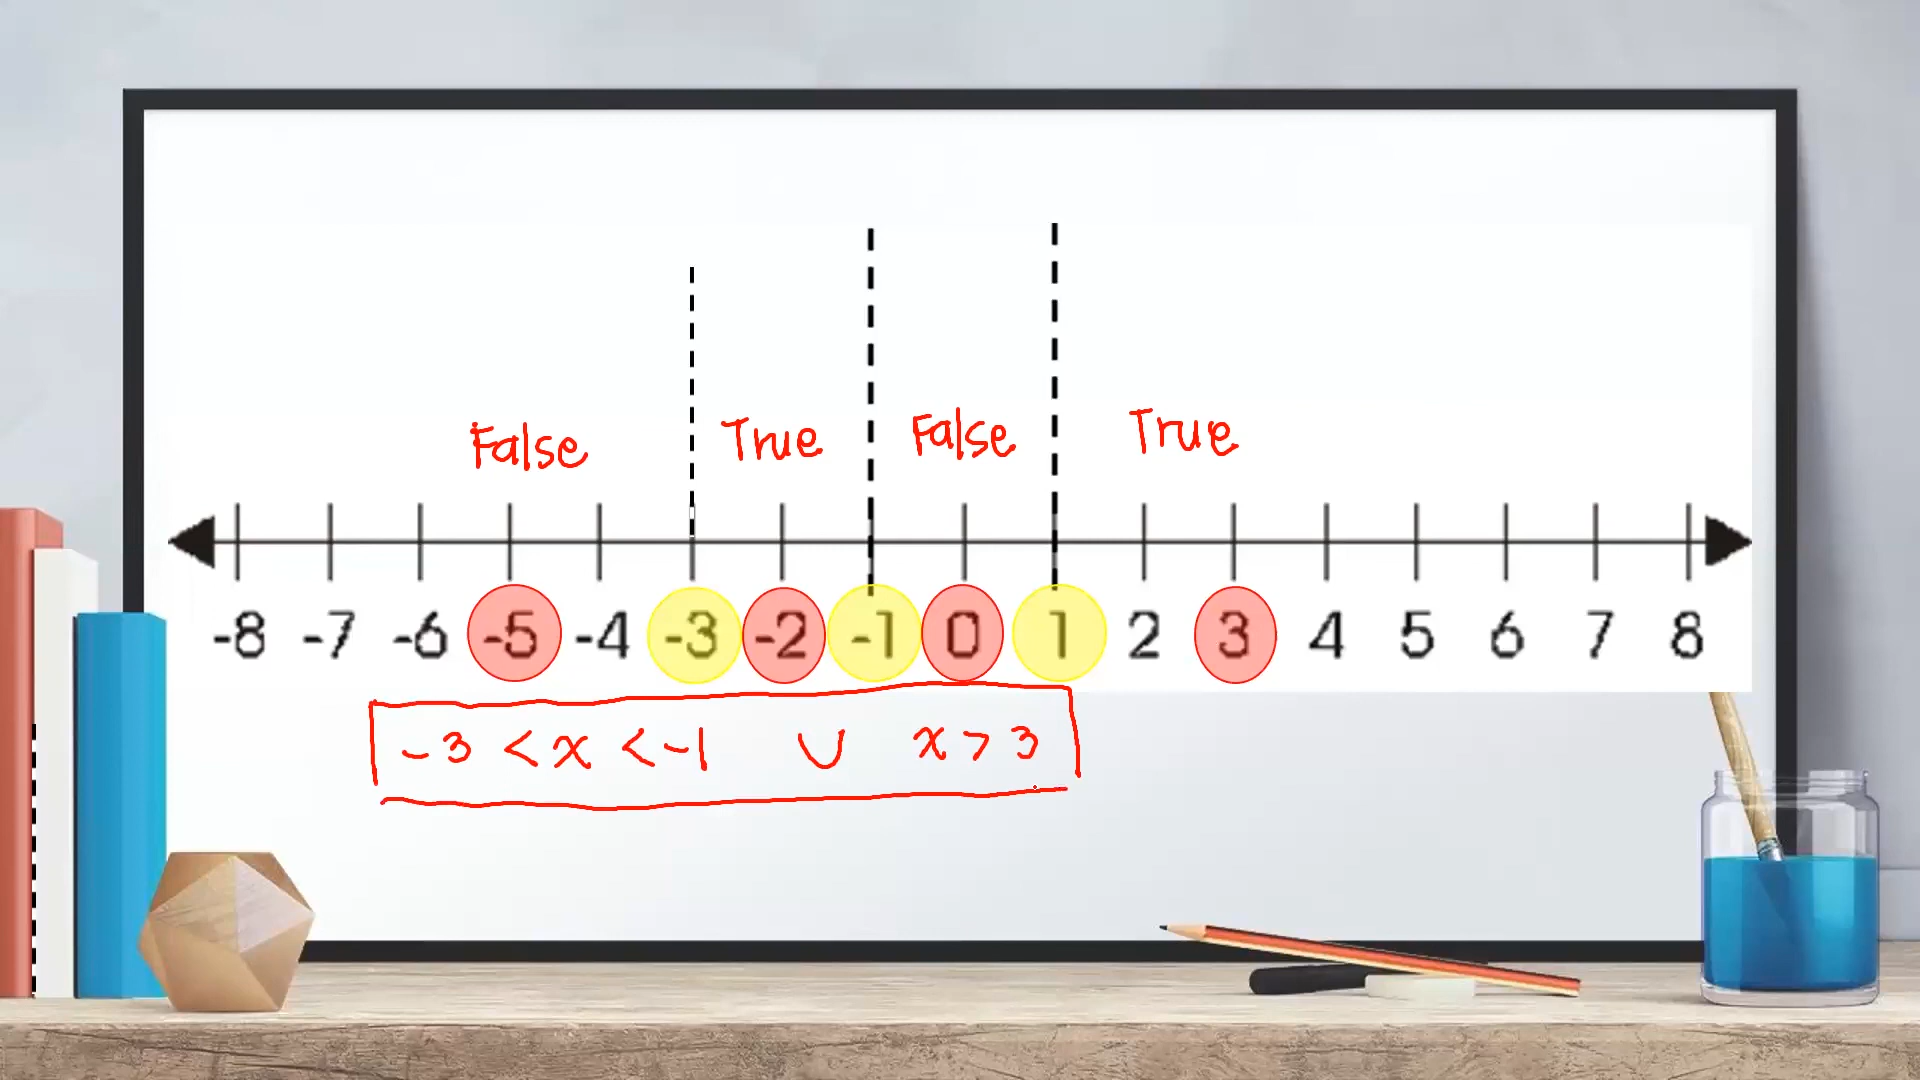 False True False True
-8 -7 -6 -5 -4 -3 -2 -1 0 1 2 3 4 5 6 7 8
-3 < x < -1 ∪ x > 3